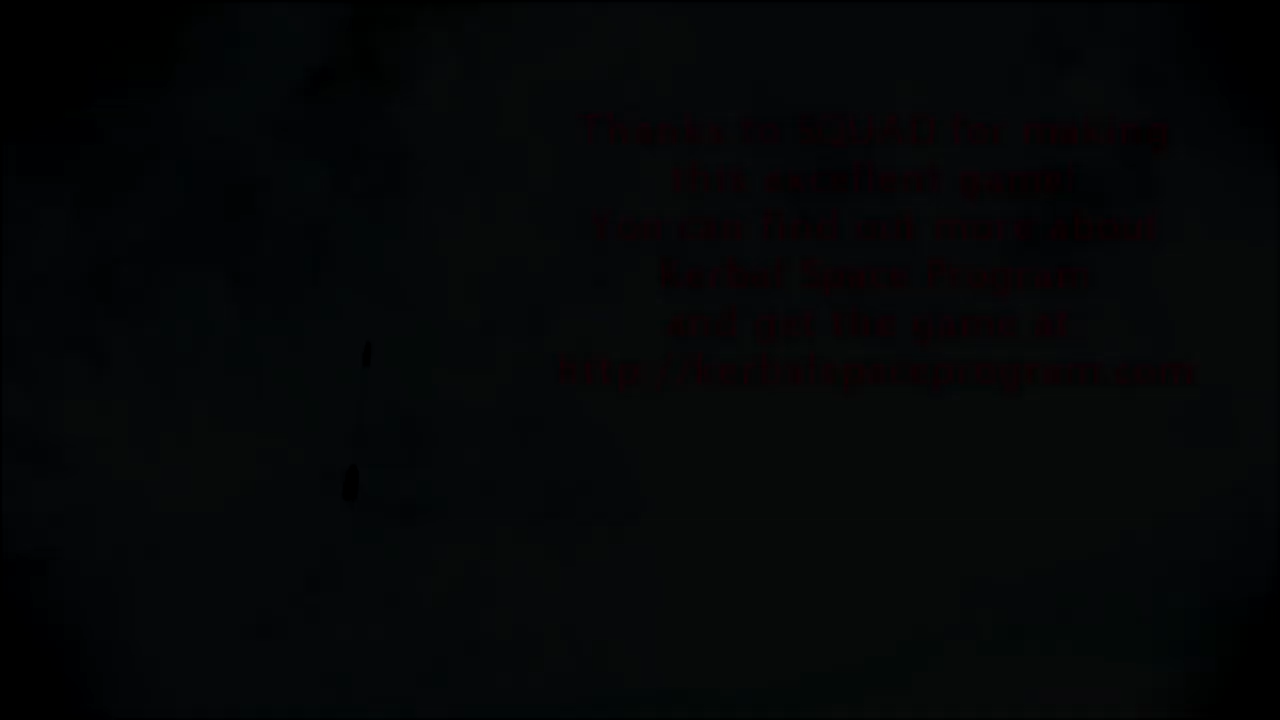 Thanks to SQUAD for making
this excellent game!
You can find out more about
Kerbal Space Program
and get the game at
http://kerbalspaceprogram.com